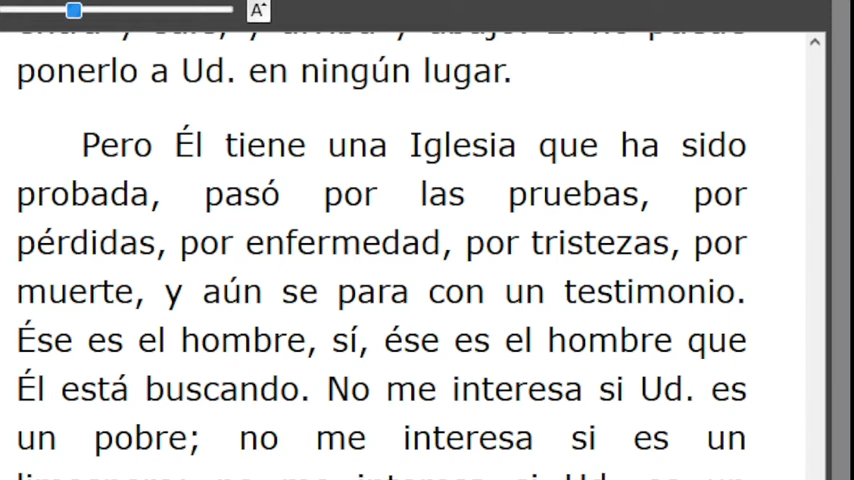 A
ponerlo a Ud. en ningún lugar.
Pero Él tiene una Iglesia que ha sido
probada, pasó por las pruebas, por
pérdidas, por enfermedad, por tristezas, por
muerte, y aún se para con un testimonio.
Ése es el hombre, sí, ése es el hombre que
Él está buscando. No me interesa si Ud. es
un pobre; no me interesa si es un